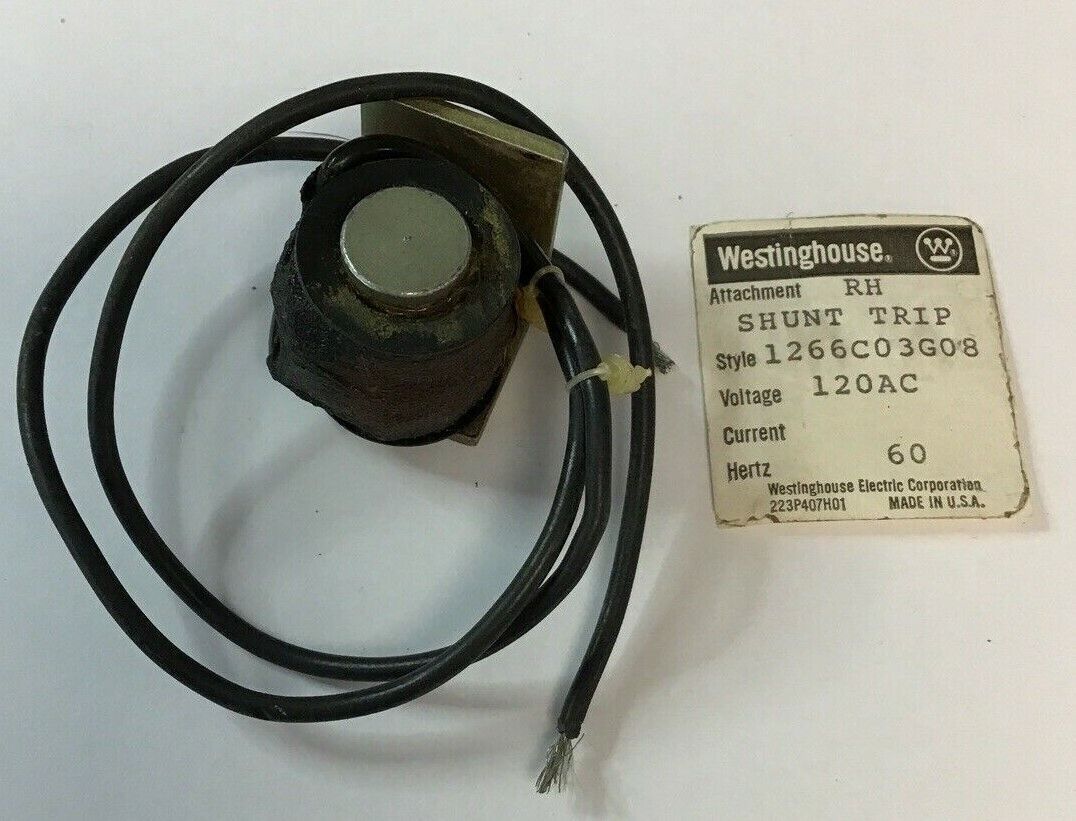 Westinghouse® W®
Attachment RH
SHUNT TRIP
Style 1266C03G08
Voltage 120AC
Current
Hertz 60
Westinghouse Electric Corporation
223P407H01 MADE IN U.S.A.